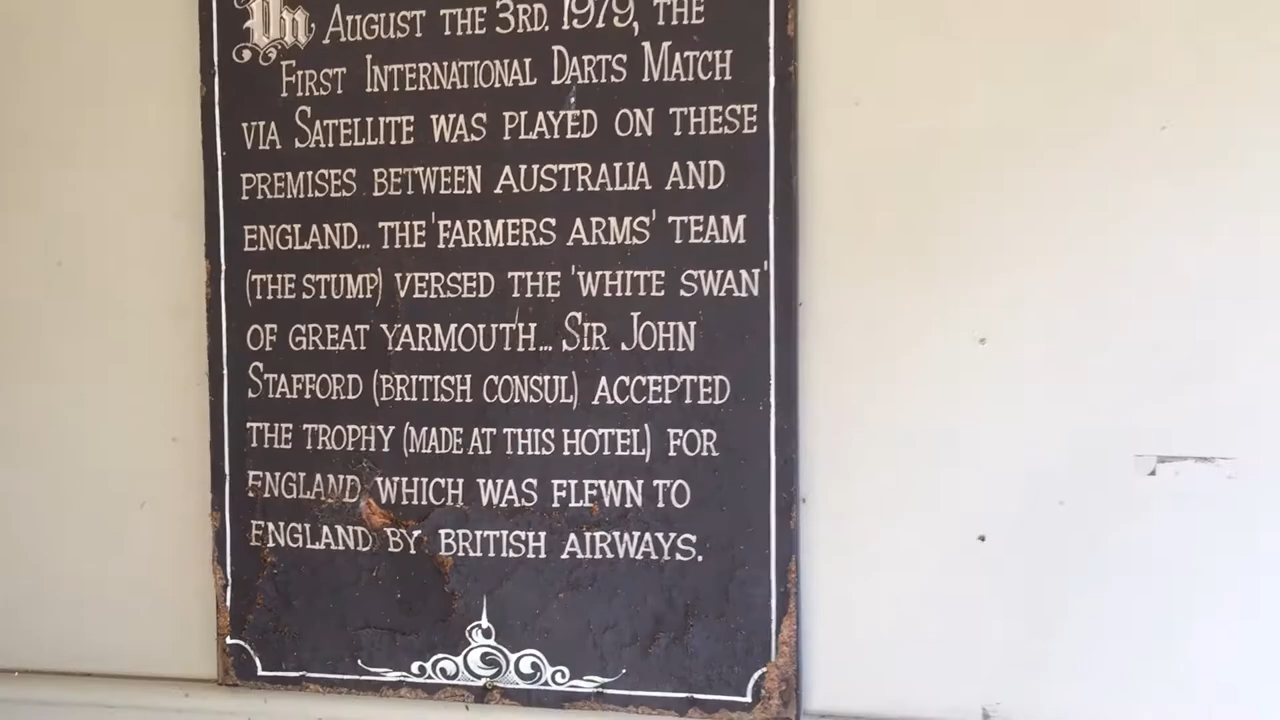 On August the 3rd. 1979, the
First International Darts Match
via Satellite was played on these
premises between Australia and
England... the 'Farmers Arms' team
(The Stump) versed the 'White Swan'
of Great Yarmouth... Sir John
Stafford (British Consul) accepted
the trophy (made at this hotel) for
England which was flewn to
England by British Airways.